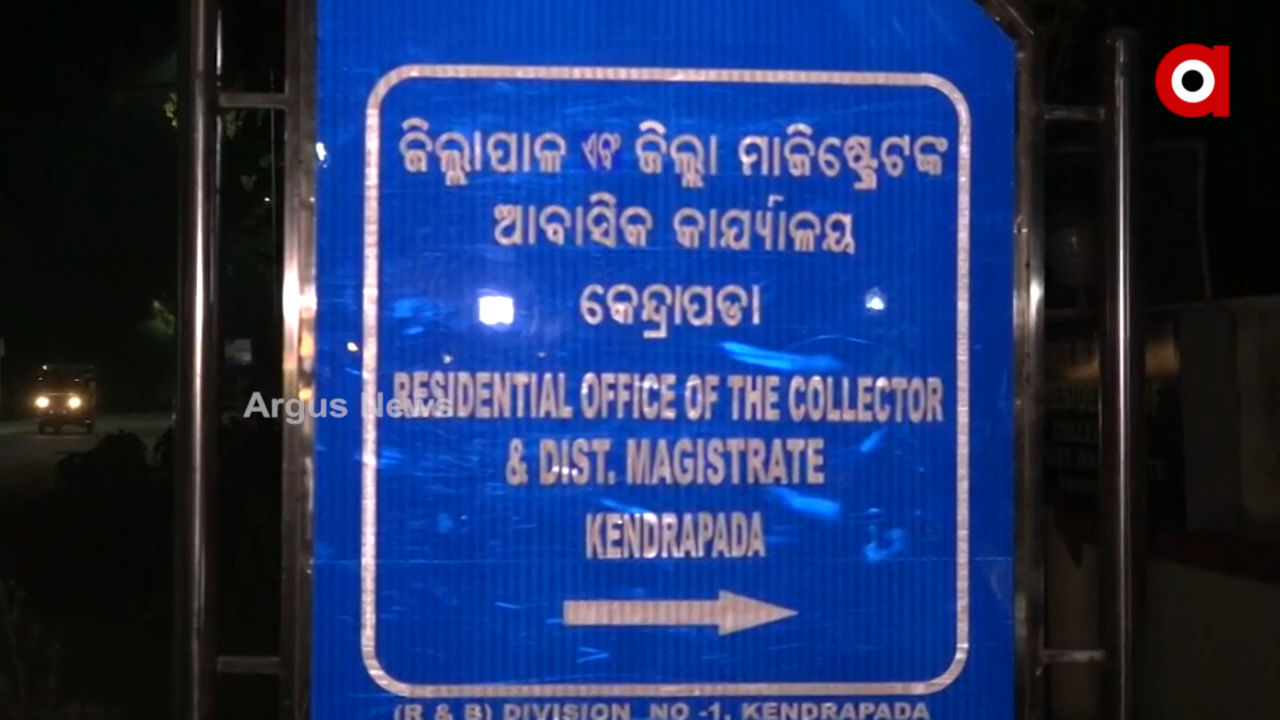 ଜିଲ୍ଲାପାଳ ଏବଂ ଜିଲ୍ଲା ମାଜିଷ୍ଟ୍ରେଟଙ୍କ
ଆବାସିକ କାର୍ଯ୍ୟାଳୟ
କେନ୍ଦ୍ରାପଡା
RESIDENTIAL OFFICE OF THE COLLECTOR
& DIST. MAGISTRATE
KENDRAPADA
(R & B) DIVISION NO -1, KENDRAPADA
Argus News
a